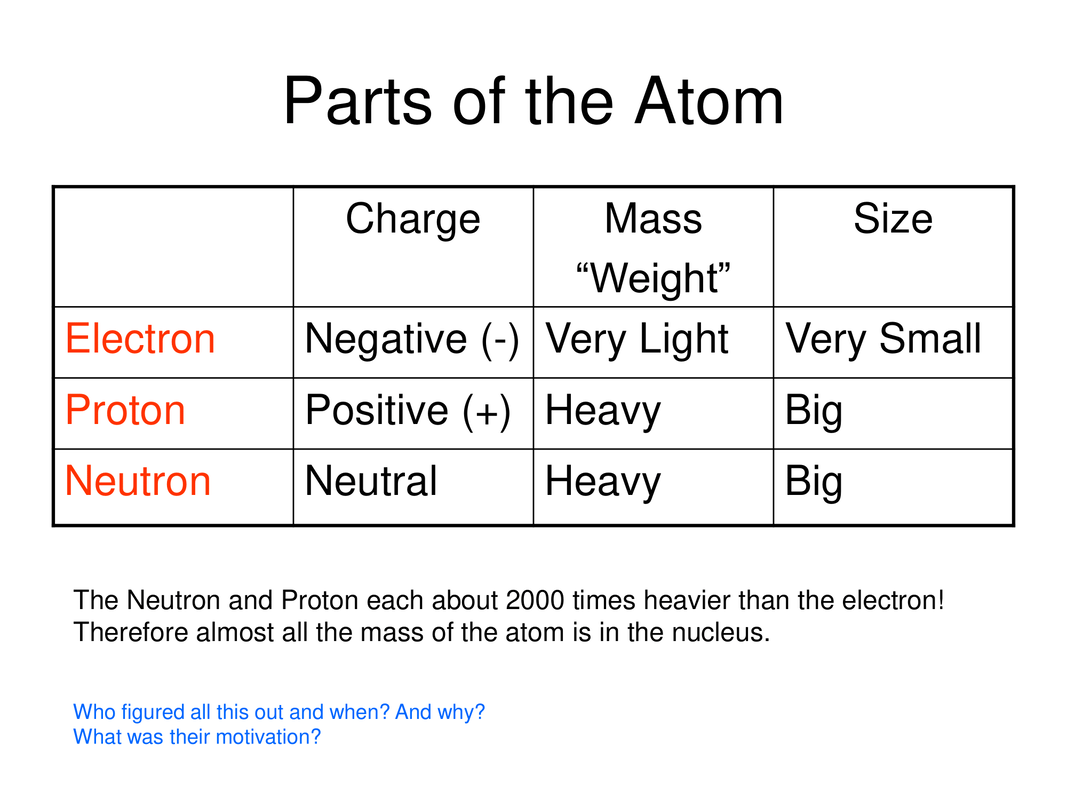 Parts of the Atom
Charge Mass Size
“Weight”
Electron Negative (-) Very Light Very Small
Proton Positive (+) Heavy Big
Neutron Neutral Heavy Big
The Neutron and Proton each about 2000 times heavier than the electron!
Therefore almost all the mass of the atom is in the nucleus.
Who figured all this out and when? And why?
What was their motivation?